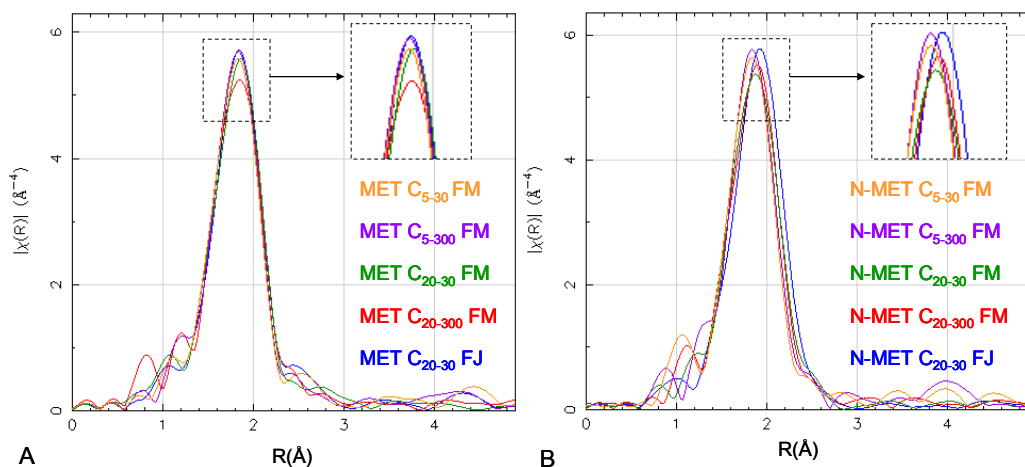 6
4
2
0
|χ(R)| (Å⁻⁴)
MET C₅₋₃₀ FM
MET C₅₋₃₀₀ FM
MET C₂₀₋₃₀ FM
MET C₂₀₋₃₀₀ FM
MET C₂₀₋₃₀ FJ
0 1 2 3 4
R(Å)
A
6
4
2
0
|χ(R)| (Å⁻⁴)
N-MET C₅₋₃₀ FM
N-MET C₅₋₃₀₀ FM
N-MET C₂₀₋₃₀ FM
N-MET C₂₀₋₃₀₀ FM
N-MET C₂₀₋₃₀ FJ
0 1 2 3 4
R(Å)
B